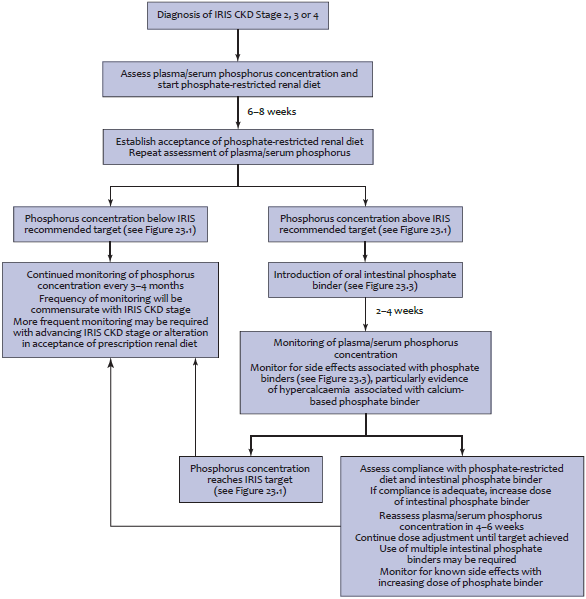 Diagnosis of IRIS CKD Stage 2, 3 or 4
Assess plasma/serum phosphorus concentration and
start phosphate-restricted renal diet
6–8 weeks
Establish acceptance of phosphate-restricted renal diet
Repeat assessment of plasma/serum phosphorus
Phosphorus concentration below IRIS
recommended target (see Figure 23.1)
Phosphorus concentration above IRIS
recommended target (see Figure 23.1)
Continued monitoring of phosphorus
concentration every 3–4 months
Frequency of monitoring will be
commensurate with IRIS CKD stage
More frequent monitoring may be required
with advancing IRIS CKD stage or alteration
in acceptance of prescription renal diet
Introduction of oral intestinal phosphate
binder (see Figure 23.3)
2–4 weeks
Monitoring of plasma/serum phosphorus
concentration
Monitor for side effects associated with phosphate
binders (see Figure 23.3), particularly evidence
of hypercalcaemia associated with calcium-
based phosphate binder
Phosphorus concentration
reaches IRIS target
(see Figure 23.1)
Assess compliance with phosphate-restricted
diet and intestinal phosphate binder
If compliance is adequate, increase dose
of intestinal phosphate binder
Reassess plasma/serum phosphorus
concentration in 4–6 weeks
Continue dose adjustment until target achieved
Use of multiple intestinal phosphate
binders may be required
Monitor for known side effects with
increasing dose of phosphate binder